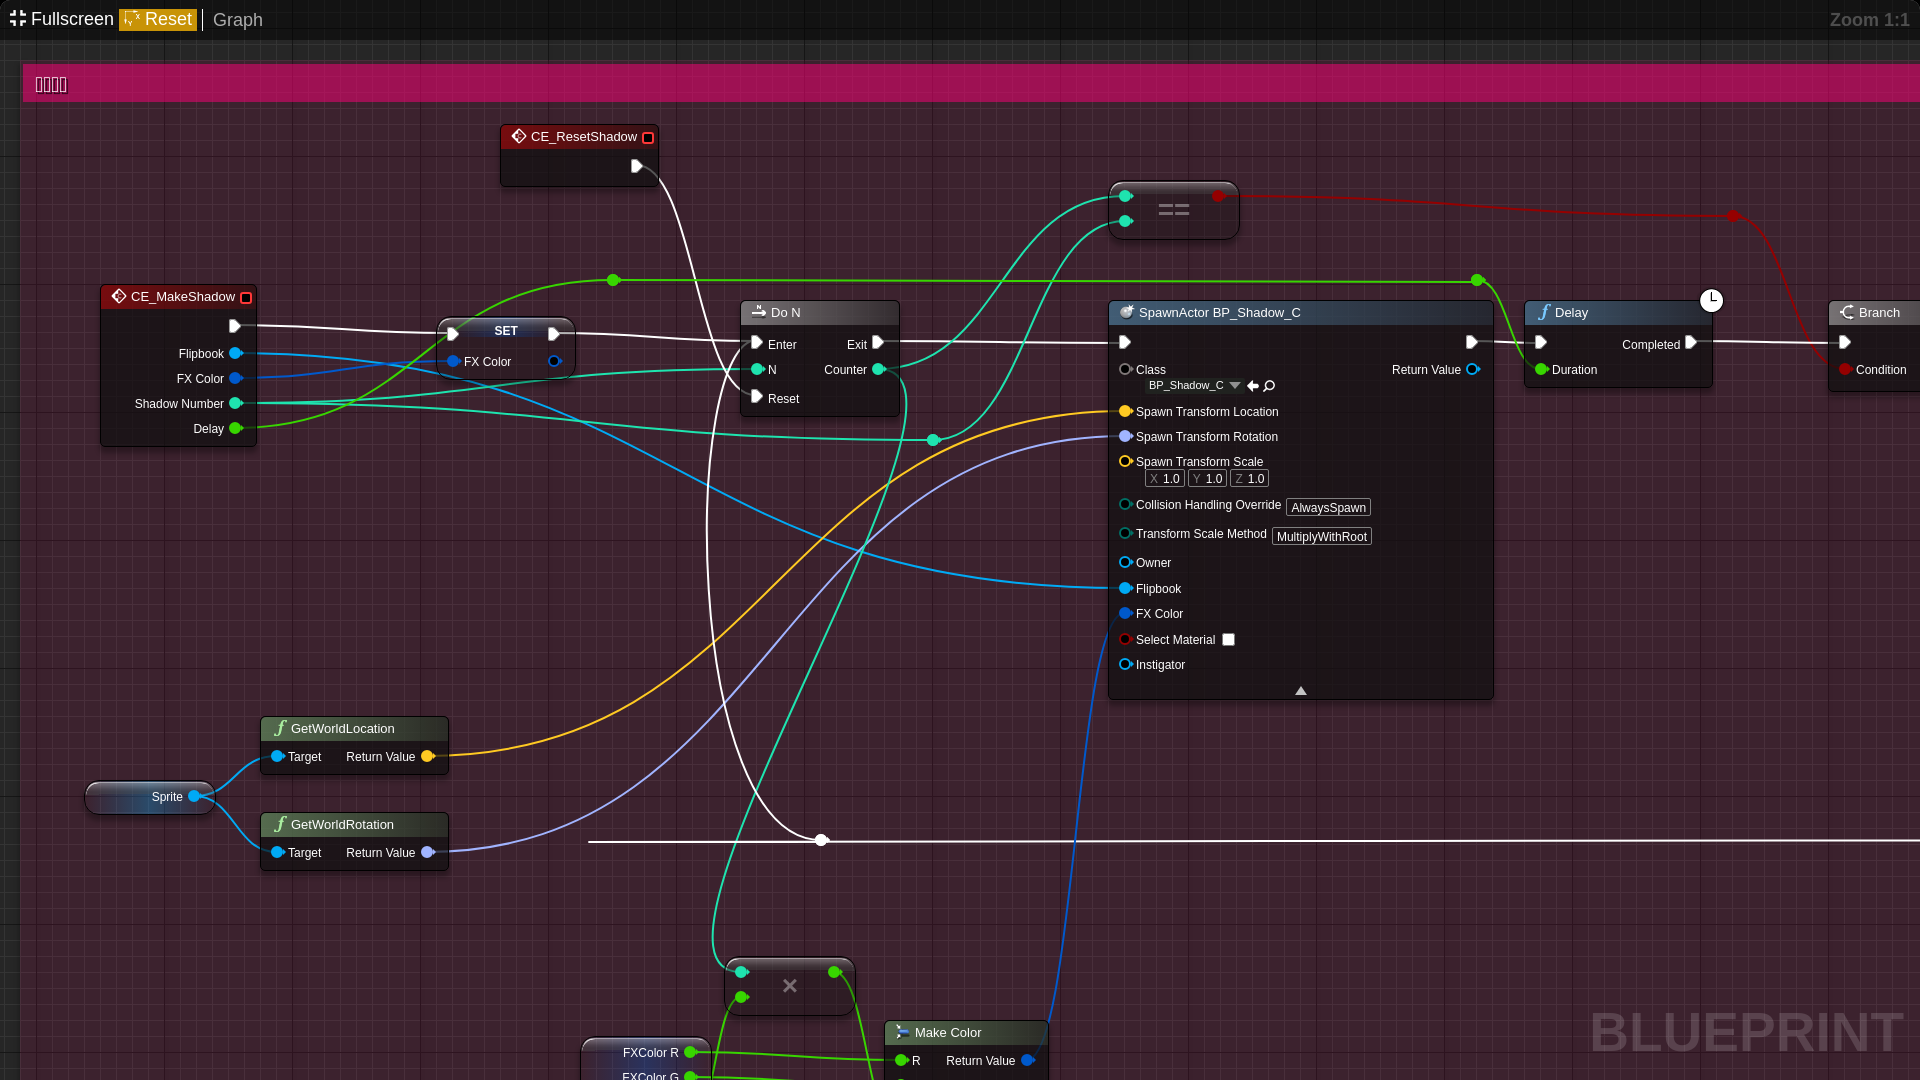 Fullscreen Reset Graph Zoom 1:1
CE_ResetShadow
CE_MakeShadow
Flipbook
FX Color
Shadow Number
Delay
SET
FX Color
Do N
Enter Exit
N Counter
Reset
==
SpawnActor BP_Shadow_C
Class Return Value
BP_Shadow_C
Spawn Transform Location
Spawn Transform Rotation
Spawn Transform Scale
X 1.0 Y 1.0 Z 1.0
Collision Handling Override AlwaysSpawn
Transform Scale Method MultiplyWithRoot
Owner
Flipbook
FX Color
Select Material
Instigator
Delay
Completed
Duration
Branch
Condition
GetWorldLocation
Target Return Value
Sprite
GetWorldRotation
Target Return Value
×
Make Color
R Return Value
FXColor R
FXColor G
BLUEPRINT